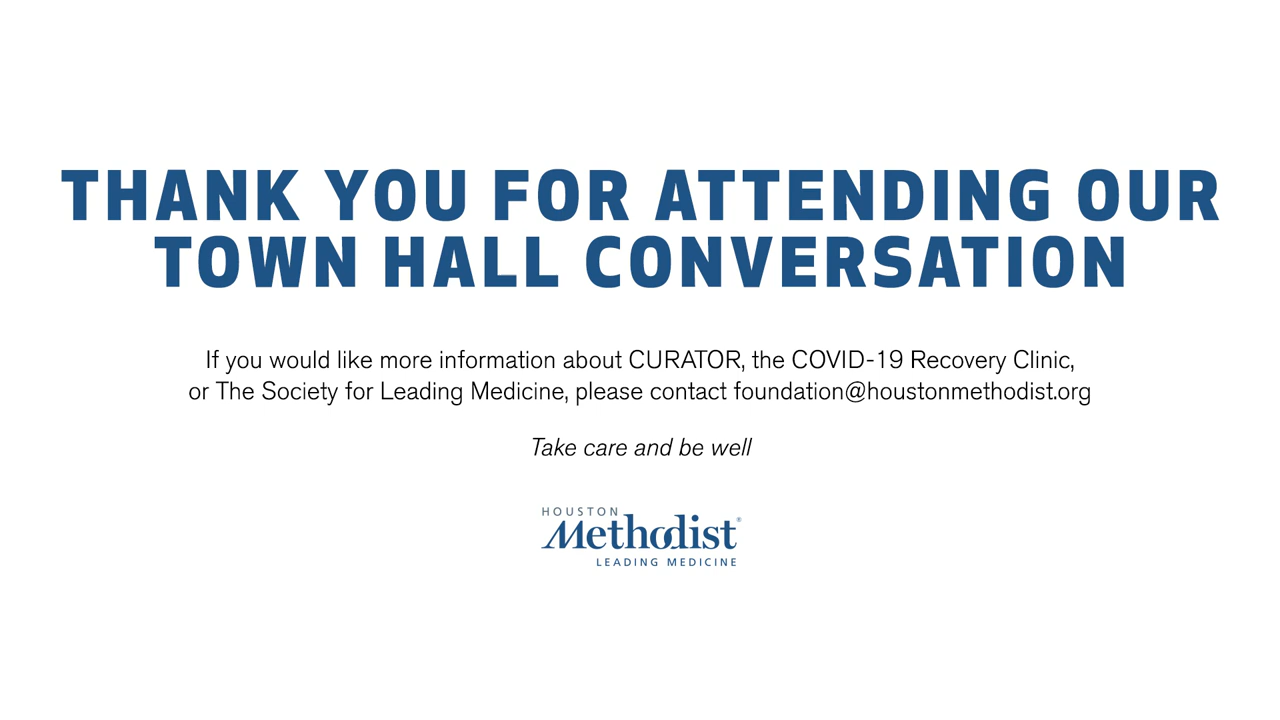 THANK YOU FOR ATTENDING OUR
TOWN HALL CONVERSATION
If you would like more information about CURATOR, the COVID-19 Recovery Clinic,
or The Society for Leading Medicine, please contact foundation@houstonmethodist.org
Take care and be well
HOUSTON
Methodist®
LEADING MEDICINE